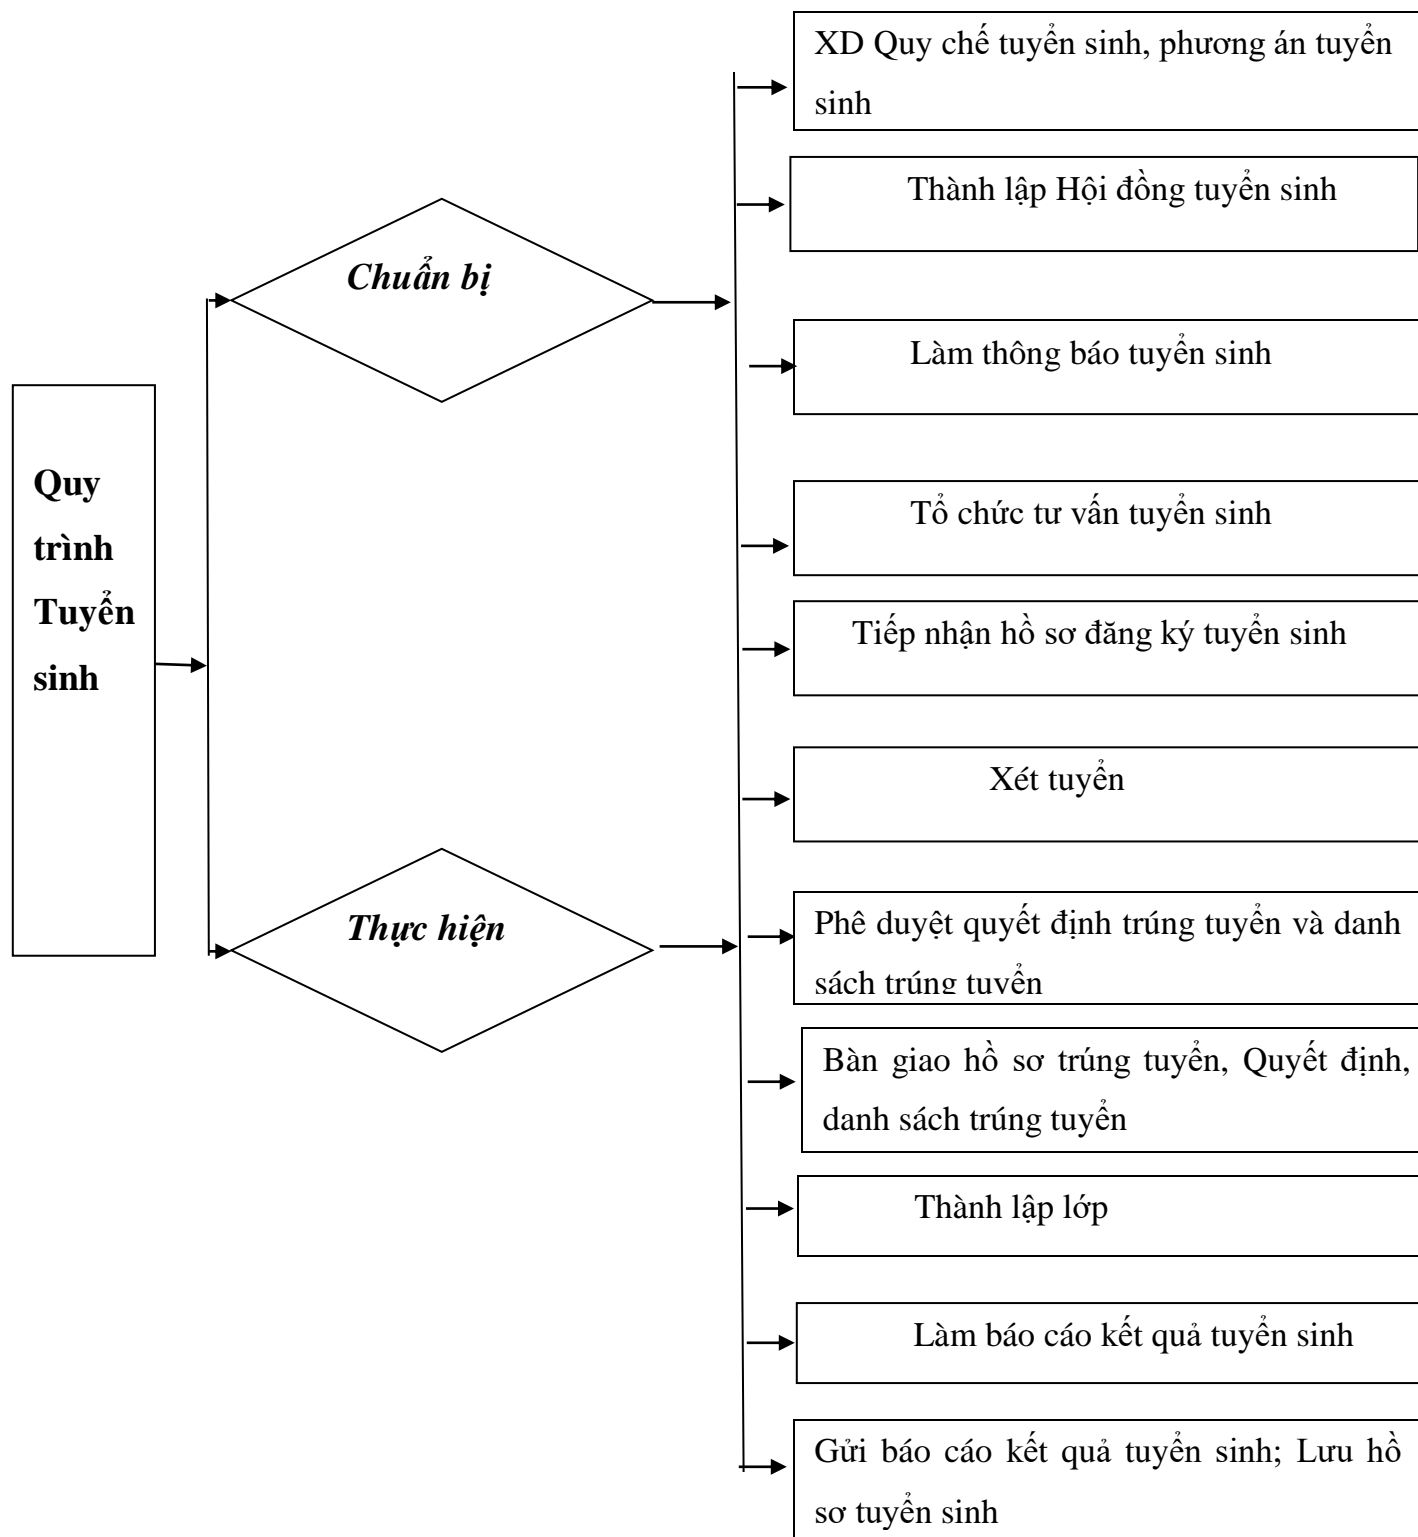 Quy
trình
Tuyển
sinh
Chuẩn bị
Thực hiện
XD Quy chế tuyển sinh, phương án tuyển
sinh
Thành lập Hội đồng tuyển sinh
Làm thông báo tuyển sinh
Tổ chức tư vấn tuyển sinh
Tiếp nhận hồ sơ đăng ký tuyển sinh
Xét tuyển
Phê duyệt quyết định trúng tuyển và danh
sách trúng tuyển
Bàn giao hồ sơ trúng tuyển, Quyết định,
danh sách trúng tuyển
Thành lập lớp
Làm báo cáo kết quả tuyển sinh
Gửi báo cáo kết quả tuyển sinh; Lưu hồ
sơ tuyển sinh